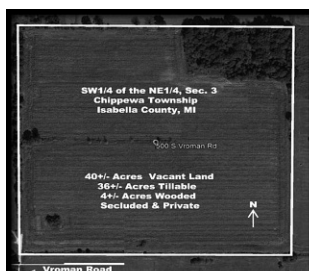 SW1/4 of the NE1/4, Sec. 3
Chippewa Township
Isabella County, MI
500 S Vroman Rd
40+/- Acres Vacant Land
36+/- Acres Tillable
4+/- Acres Wooded
Secluded & Private
N
Vroman Road